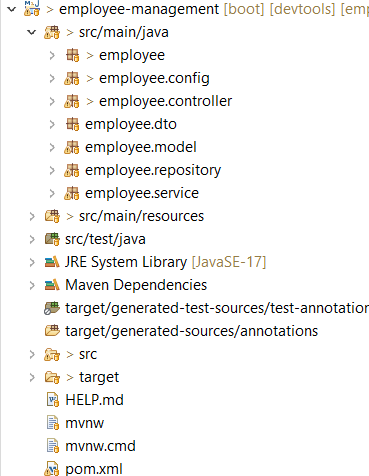 > employee-management [boot] [devtools] [emp
> src/main/java
> employee
> employee.config
> employee.controller
employee.dto
employee.model
employee.repository
employee.service
> src/main/resources
src/test/java
JRE System Library [JavaSE-17]
Maven Dependencies
target/generated-test-sources/test-annotation
target/generated-sources/annotations
> src
> target
HELP.md
mvnw
mvnw.cmd
pom.xml